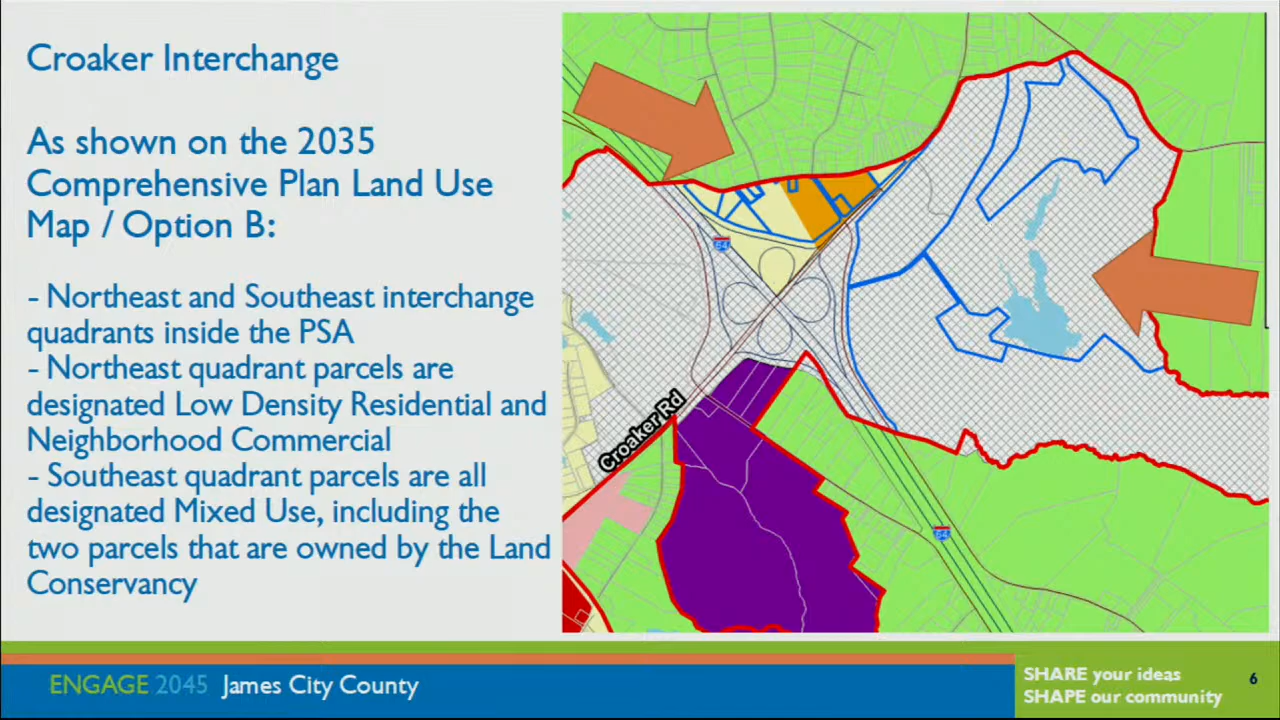 Croaker Interchange
As shown on the 2035
Comprehensive Plan Land Use
Map / Option B:
- Northeast and Southeast interchange
quadrants inside the PSA
- Northeast quadrant parcels are
designated Low Density Residential and
Neighborhood Commercial
- Southeast quadrant parcels are all
designated Mixed Use, including the
two parcels that are owned by the Land
Conservancy
64
Croaker Rd
64
ENGAGE 2045 James City County
SHARE your ideas
SHAPE our community
6